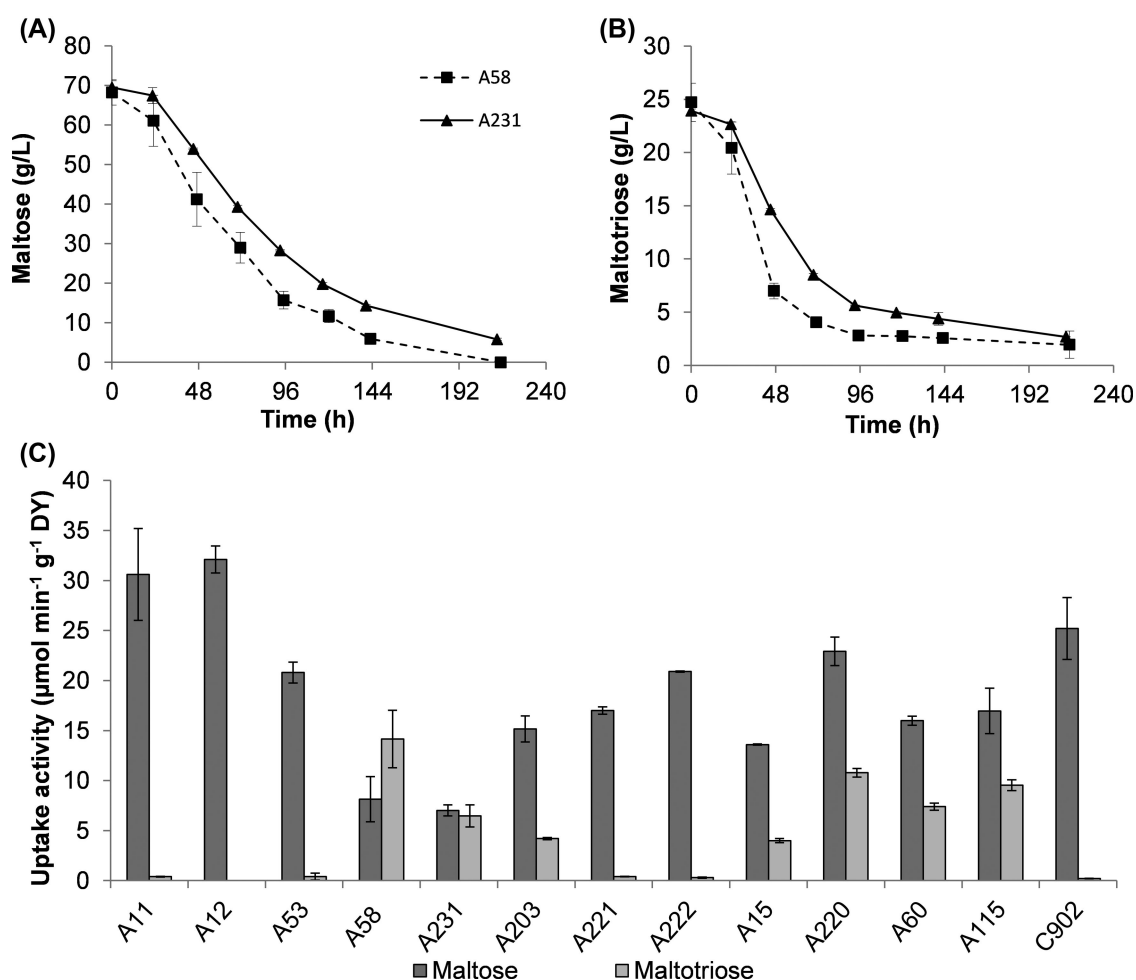 (A)
80
70
60
50
40
30
20
10
0
Maltose (g/L)
0 48 96 144 192 240
Time (h)
A58
A231
(B)
30
25
20
15
10
5
0
Maltotriose (g/L)
0 48 96 144 192 240
Time (h)
(C)
40
35
30
25
20
15
10
5
0
Uptake activity (µmol min⁻¹ g⁻¹ DY)
A11 A12 A53 A58 A231 A203 A221 A222 A15 A220 A60 A115 C902
Maltose Maltotriose